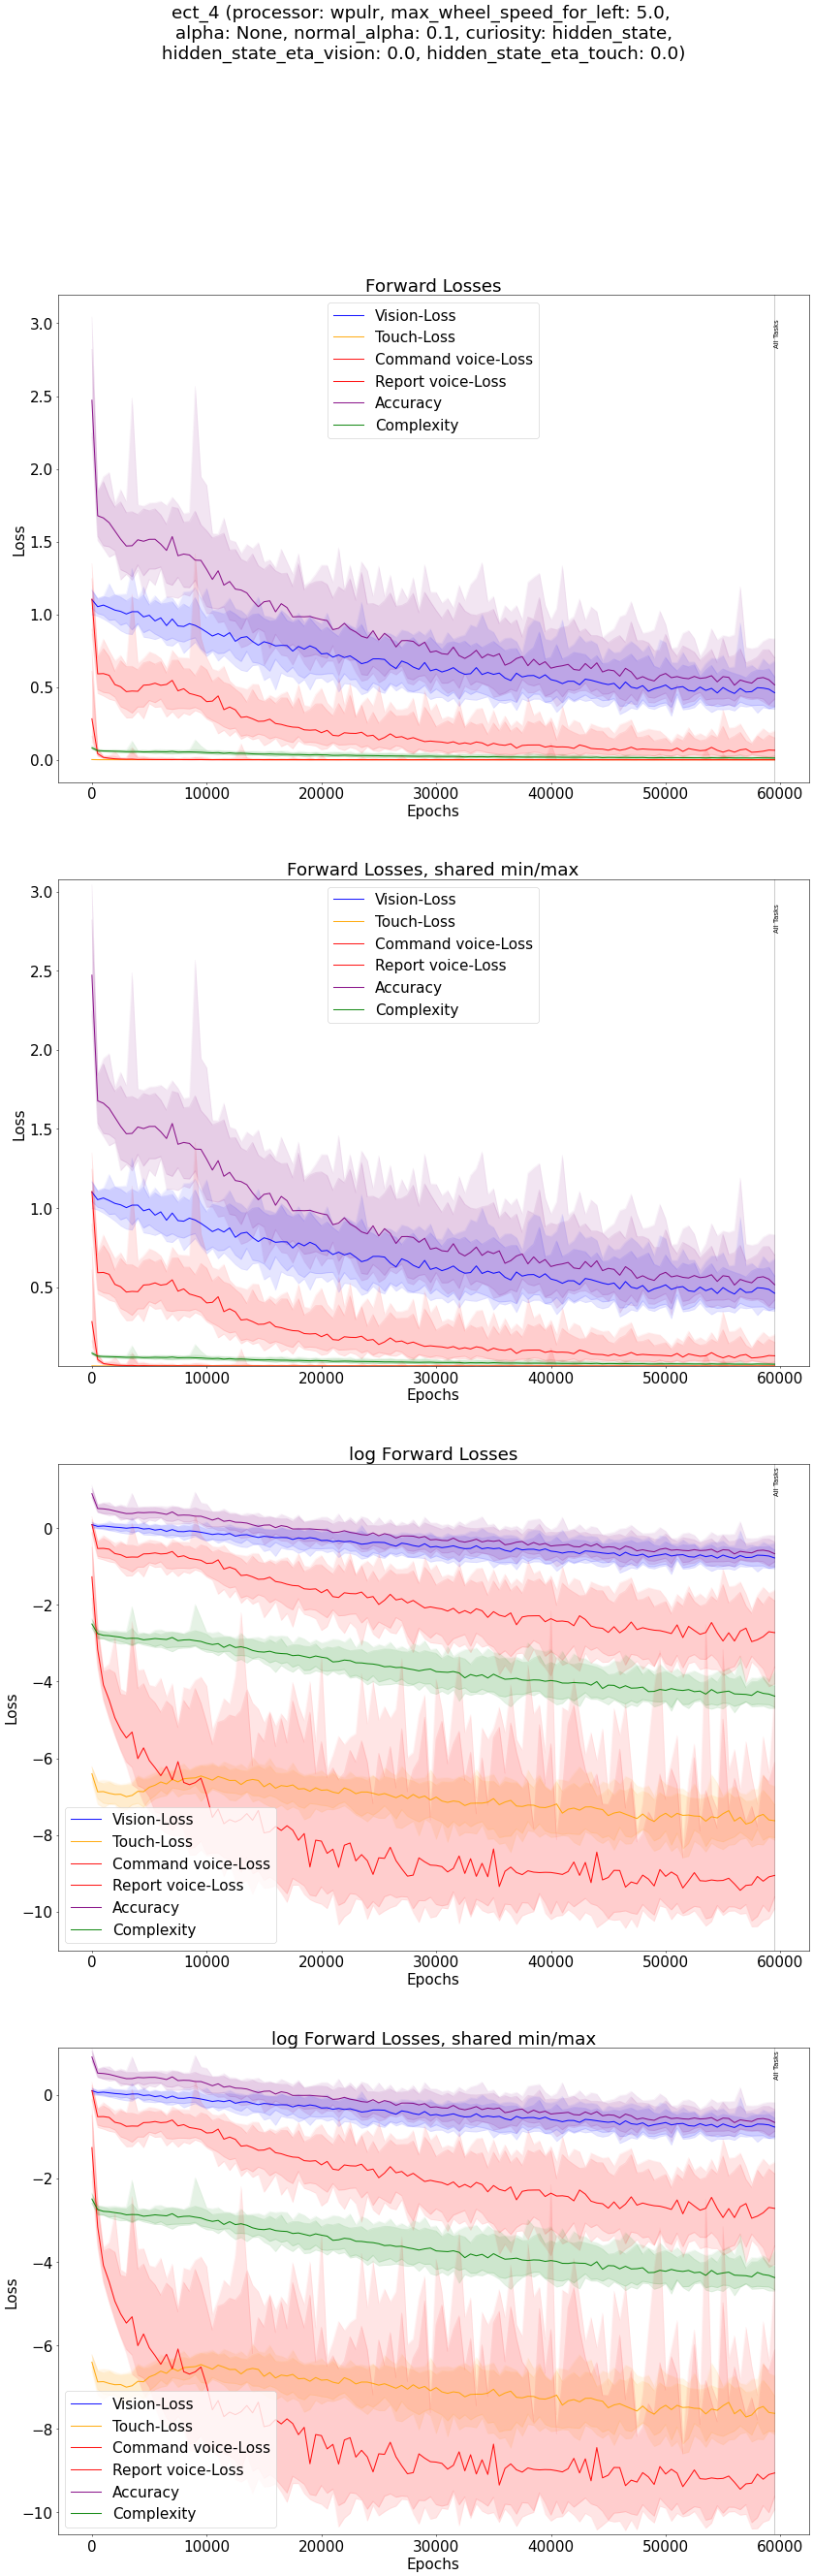 ect_4 (processor: wpulr, max_wheel_speed_for_left: 5.0,
alpha: None, normal_alpha: 0.1, curiosity: hidden_state,
hidden_state_eta_vision: 0.0, hidden_state_eta_touch: 0.0)
Forward Losses
Vision-Loss
Touch-Loss
Command voice-Loss
Report voice-Loss
Accuracy
Complexity
All Tasks
3.0
2.5
2.0
1.5
1.0
0.5
0.0
Loss
0 10000 20000 30000 40000 50000 60000
Epochs
Forward Losses, shared min/max
Vision-Loss
Touch-Loss
Command voice-Loss
Report voice-Loss
Accuracy
Complexity
All Tasks
3.0
2.5
2.0
1.5
1.0
0.5
Loss
0 10000 20000 30000 40000 50000 60000
Epochs
log Forward Losses
All Tasks
0
−2
−4
−6
−8
−10
Loss
Vision-Loss
Touch-Loss
Command voice-Loss
Report voice-Loss
Accuracy
Complexity
0 10000 20000 30000 40000 50000 60000
Epochs
log Forward Losses, shared min/max
All Tasks
0
−2
−4
−6
−8
−10
Loss
Vision-Loss
Touch-Loss
Command voice-Loss
Report voice-Loss
Accuracy
Complexity
0 10000 20000 30000 40000 50000 60000
Epochs